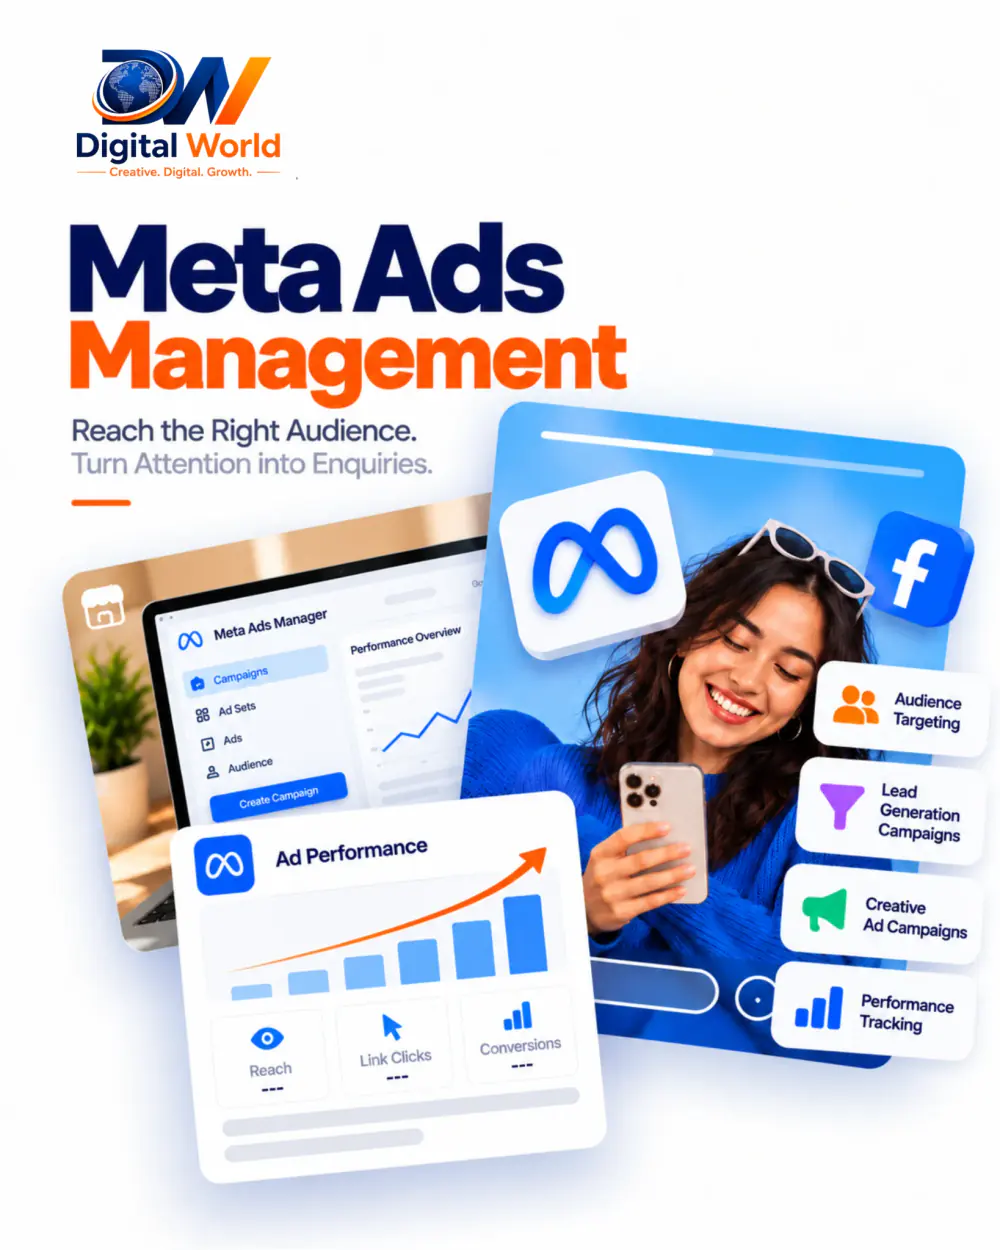 DW
Digital World
Creative. Digital. Growth.
Meta Ads
Management
Reach the Right Audience.
Turn Attention into Enquiries.
Meta Ads Manager
Campaigns
Ad Sets
Ads
Audience
Create Campaign
Performance Overview
Ad Performance
Reach
---
Link Clicks
---
Conversions
---
f
Audience
Targeting
Lead
Generation
Campaigns
Creative
Ad Campaigns
Performance
Tracking